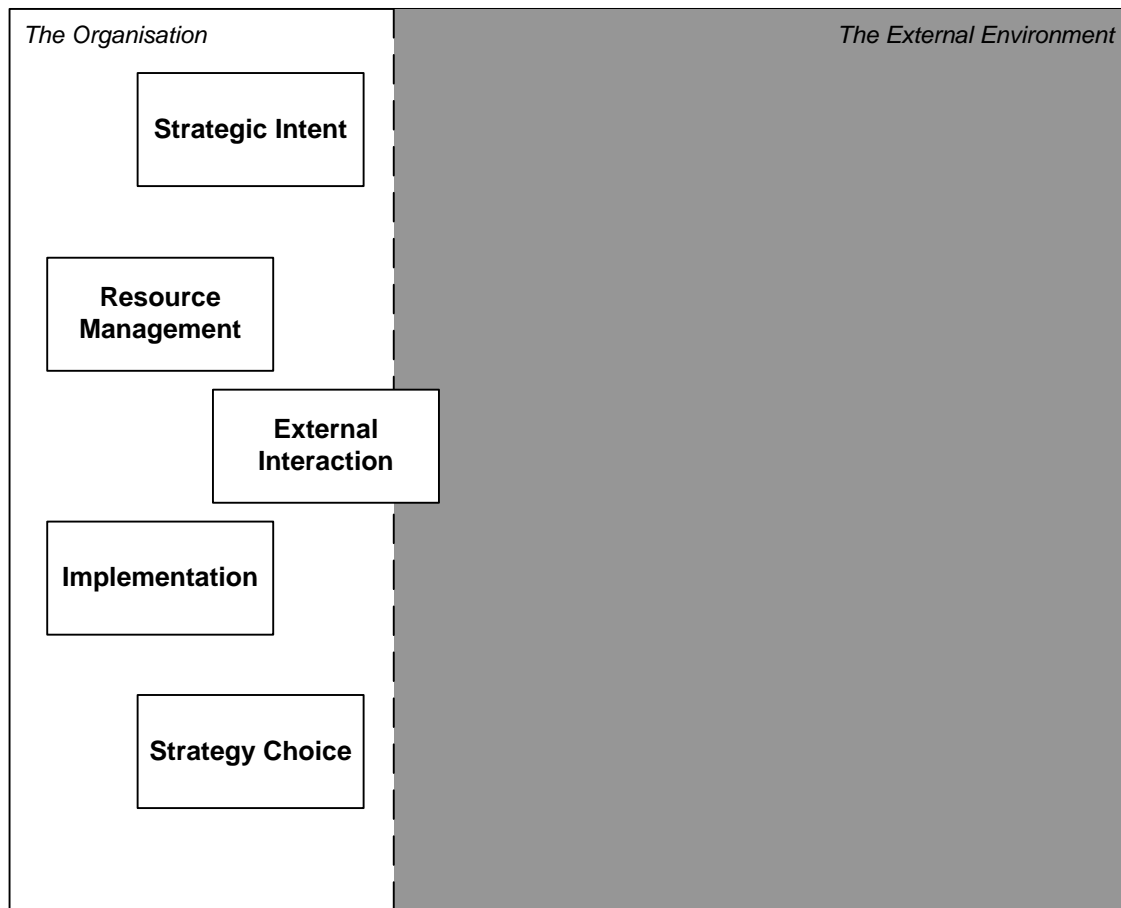 The Organisation
The External Environment
Strategic Intent
Resource
Management
External
Interaction
Implementation
Strategy Choice